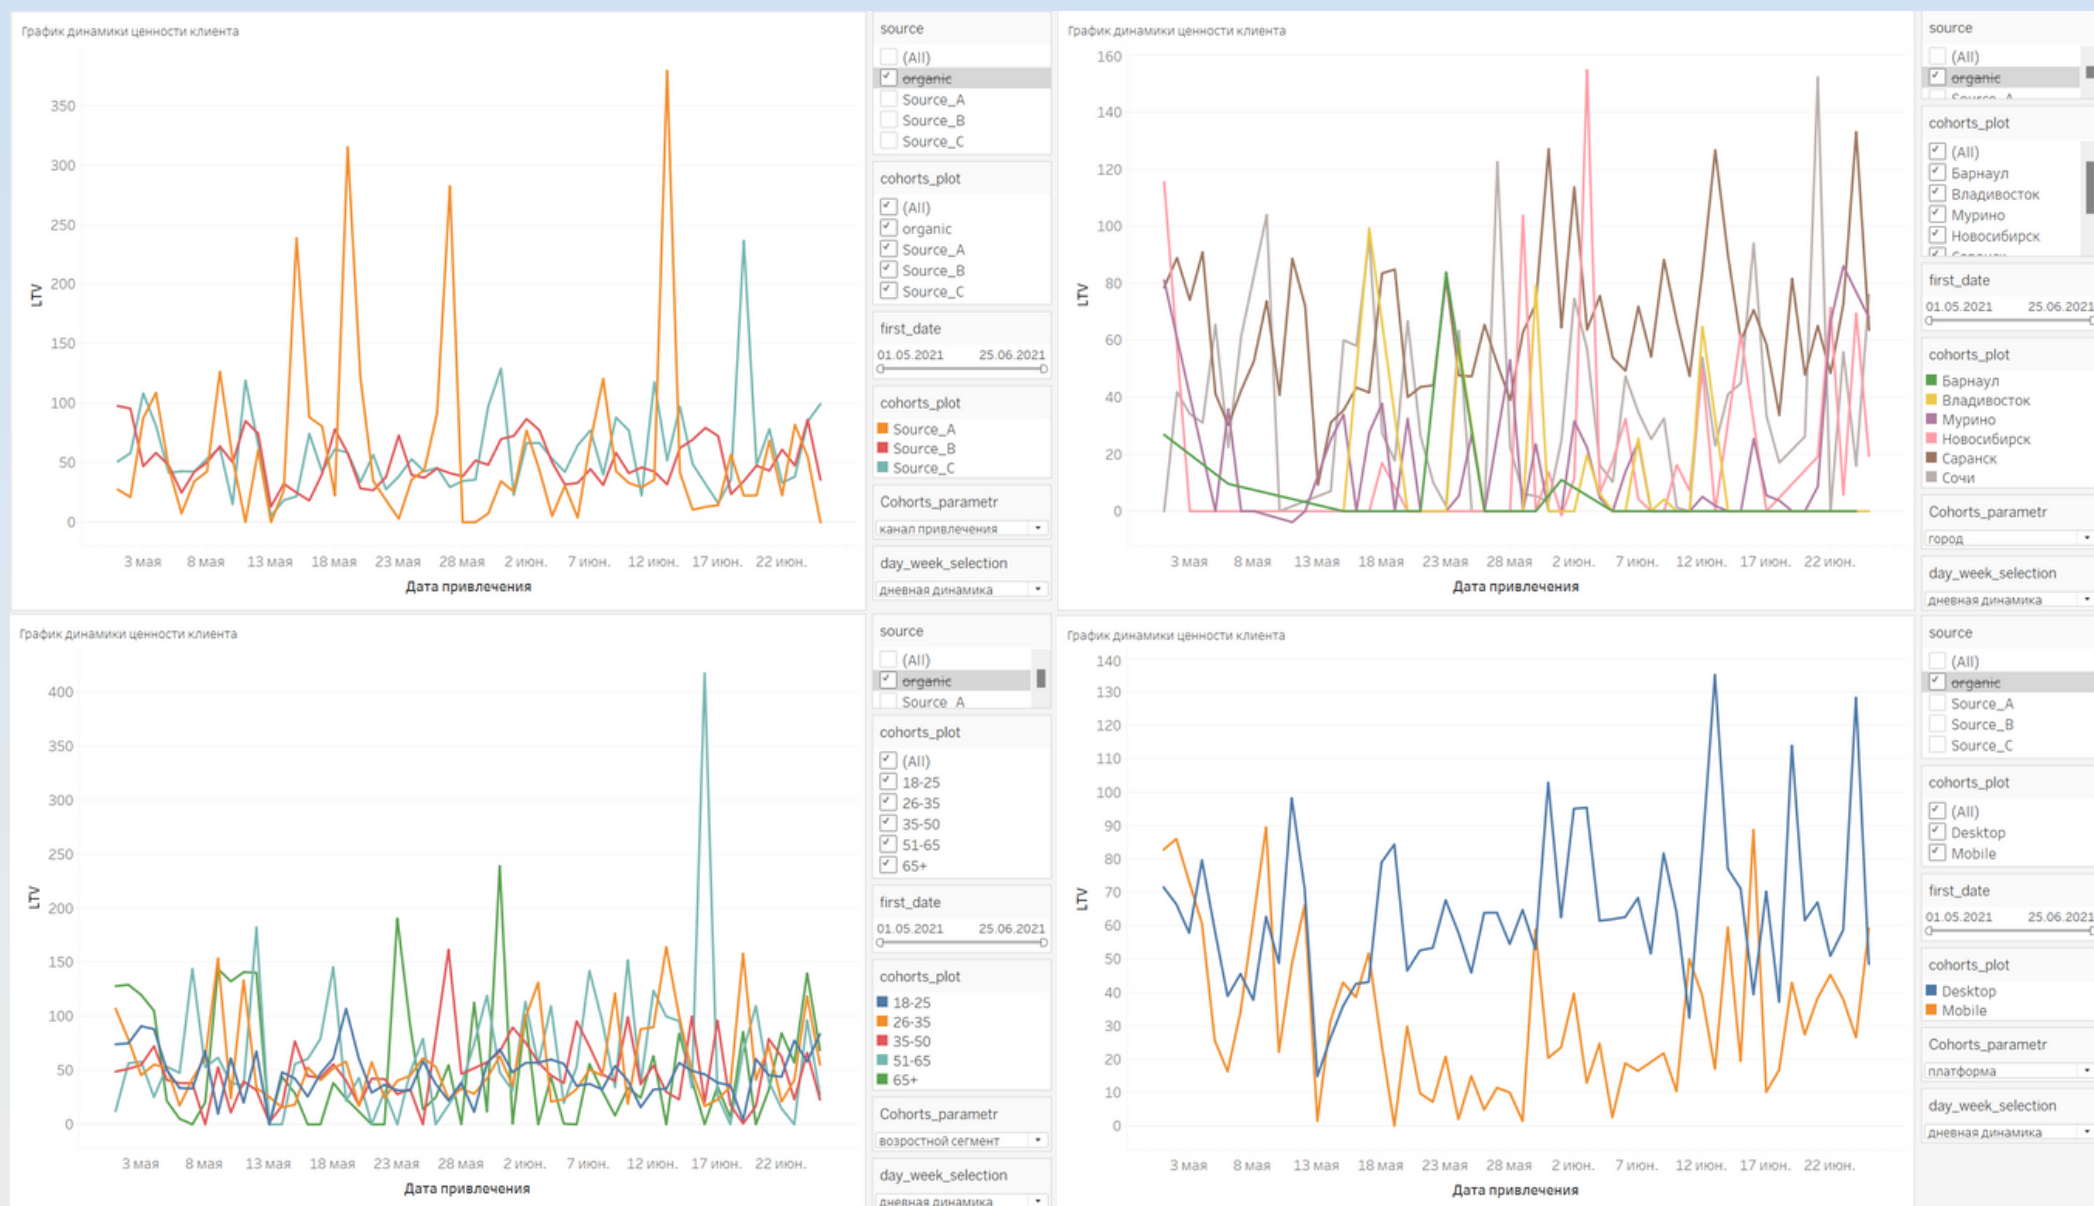 График динамики ценности клиента
350
300
250
200
150
100
50
0
LTV
3 мая 8 мая 13 мая 18 мая 23 мая 28 мая 2 июн. 7 июн. 12 июн. 17 июн. 22 июн.
Дата привлечения
source
(All)
organic
Source_A
Source_B
Source_C
cohorts_plot
(All)
organic
Source_A
Source_B
Source_C
first_date
01.05.2021 25.06.2021
cohorts_plot
Source_A
Source_B
Source_C
Cohorts_parametr
канал привлечения
day_week_selection
дневная динамика
График динамики ценности клиента
160
140
120
100
80
60
40
20
0
LTV
3 мая 8 мая 13 мая 18 мая 23 мая 28 мая 2 июн. 7 июн. 12 июн. 17 июн. 22 июн.
Дата привлечения
source
(All)
organic
Source_A
cohorts_plot
(All)
Барнаул
Владивосток
Мурино
Новосибирск
Саранск
first_date
01.05.2021 25.06.2021
cohorts_plot
Барнаул
Владивосток
Мурино
Новосибирск
Саранск
Сочи
Cohorts_parametr
город
day_week_selection
дневная динамика
График динамики ценности клиента
400
350
300
250
200
150
100
50
0
LTV
3 мая 8 мая 13 мая 18 мая 23 мая 28 мая 2 июн. 7 июн. 12 июн. 17 июн. 22 июн.
Дата привлечения
source
(All)
organic
Source_A
cohorts_plot
(All)
18-25
26-35
35-50
51-65
65+
first_date
01.05.2021 25.06.2021
cohorts_plot
18-25
26-35
35-50
51-65
65+
Cohorts_parametr
возростной сегмент
day_week_selection
дневная динамика
График динамики ценности клиента
140
130
120
110
100
90
80
70
60
50
40
30
20
10
0
LTV
3 мая 8 мая 13 мая 18 мая 23 мая 28 мая 2 июн. 7 июн. 12 июн. 17 июн. 22 июн.
Дата привлечения
source
(All)
organic
Source_A
Source_B
Source_C
cohorts_plot
(All)
Desktop
Mobile
first_date
01.05.2021 25.06.2021
cohorts_plot
Desktop
Mobile
Cohorts_parametr
платформа
day_week_selection
дневная динамика